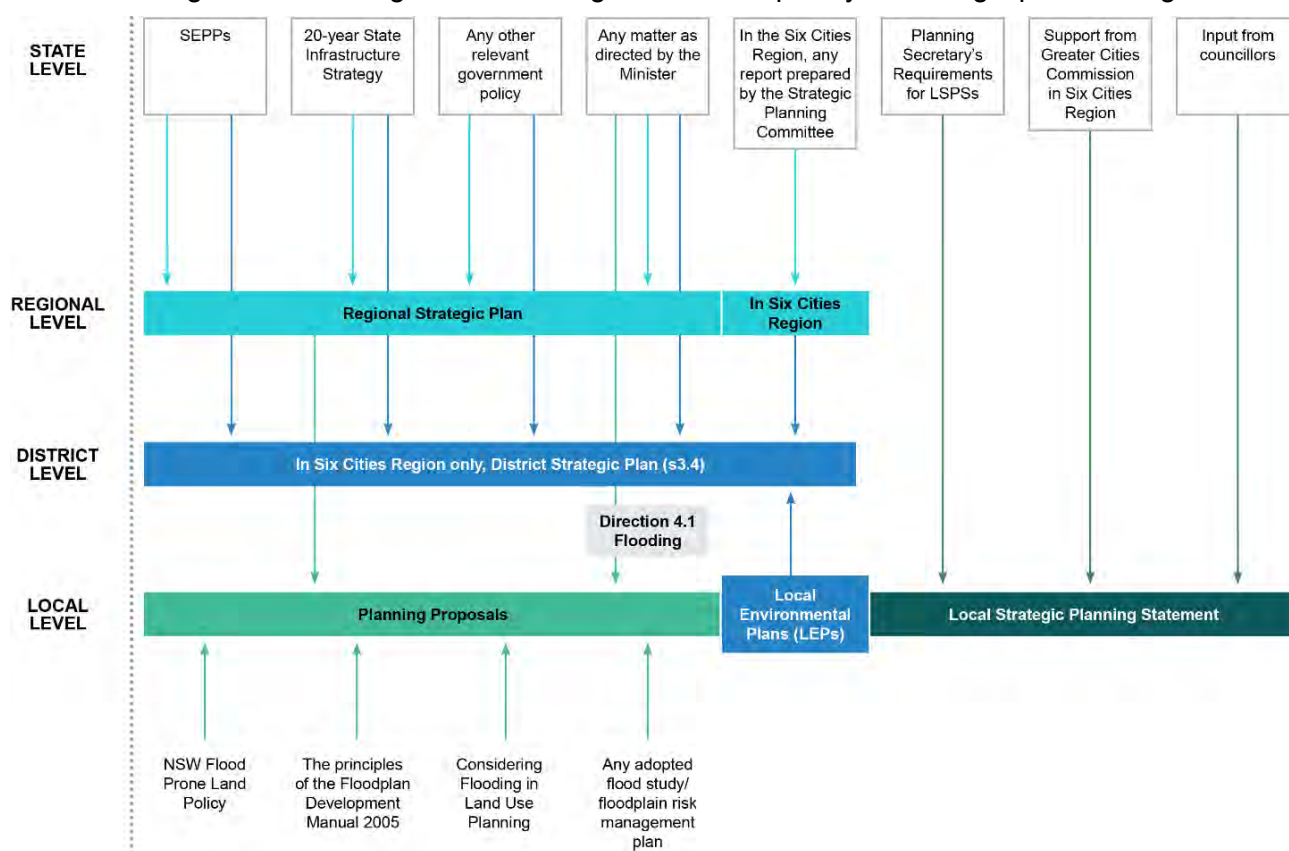 STATE
LEVEL
SEPPs
20-year State
Infrastructure
Strategy
Any other
relevant
government
policy
Any matter as
directed by the
Minister
In the Six Cities
Region, any
report prepared
by the Strategic
Planning
Committee
Planning
Secretary's
Requirements
for LSPSs
Support from
Greater Cities
Commission
in Six Cities
Region
Input from
councillors
REGIONAL
LEVEL
Regional Strategic Plan
In Six Cities
Region
DISTRICT
LEVEL
In Six Cities Region only, District Strategic Plan (s3.4)
Direction 4.1
Flooding
LOCAL
LEVEL
Planning Proposals
Local
Environmental
Plans (LEPs)
Local Strategic Planning Statement
NSW Flood
Prone Land
Policy
The principles
of the Floodplan
Development
Manual 2005
Considering
Flooding in
Land Use
Planning
Any adopted
flood study/
floodplain risk
management
plan